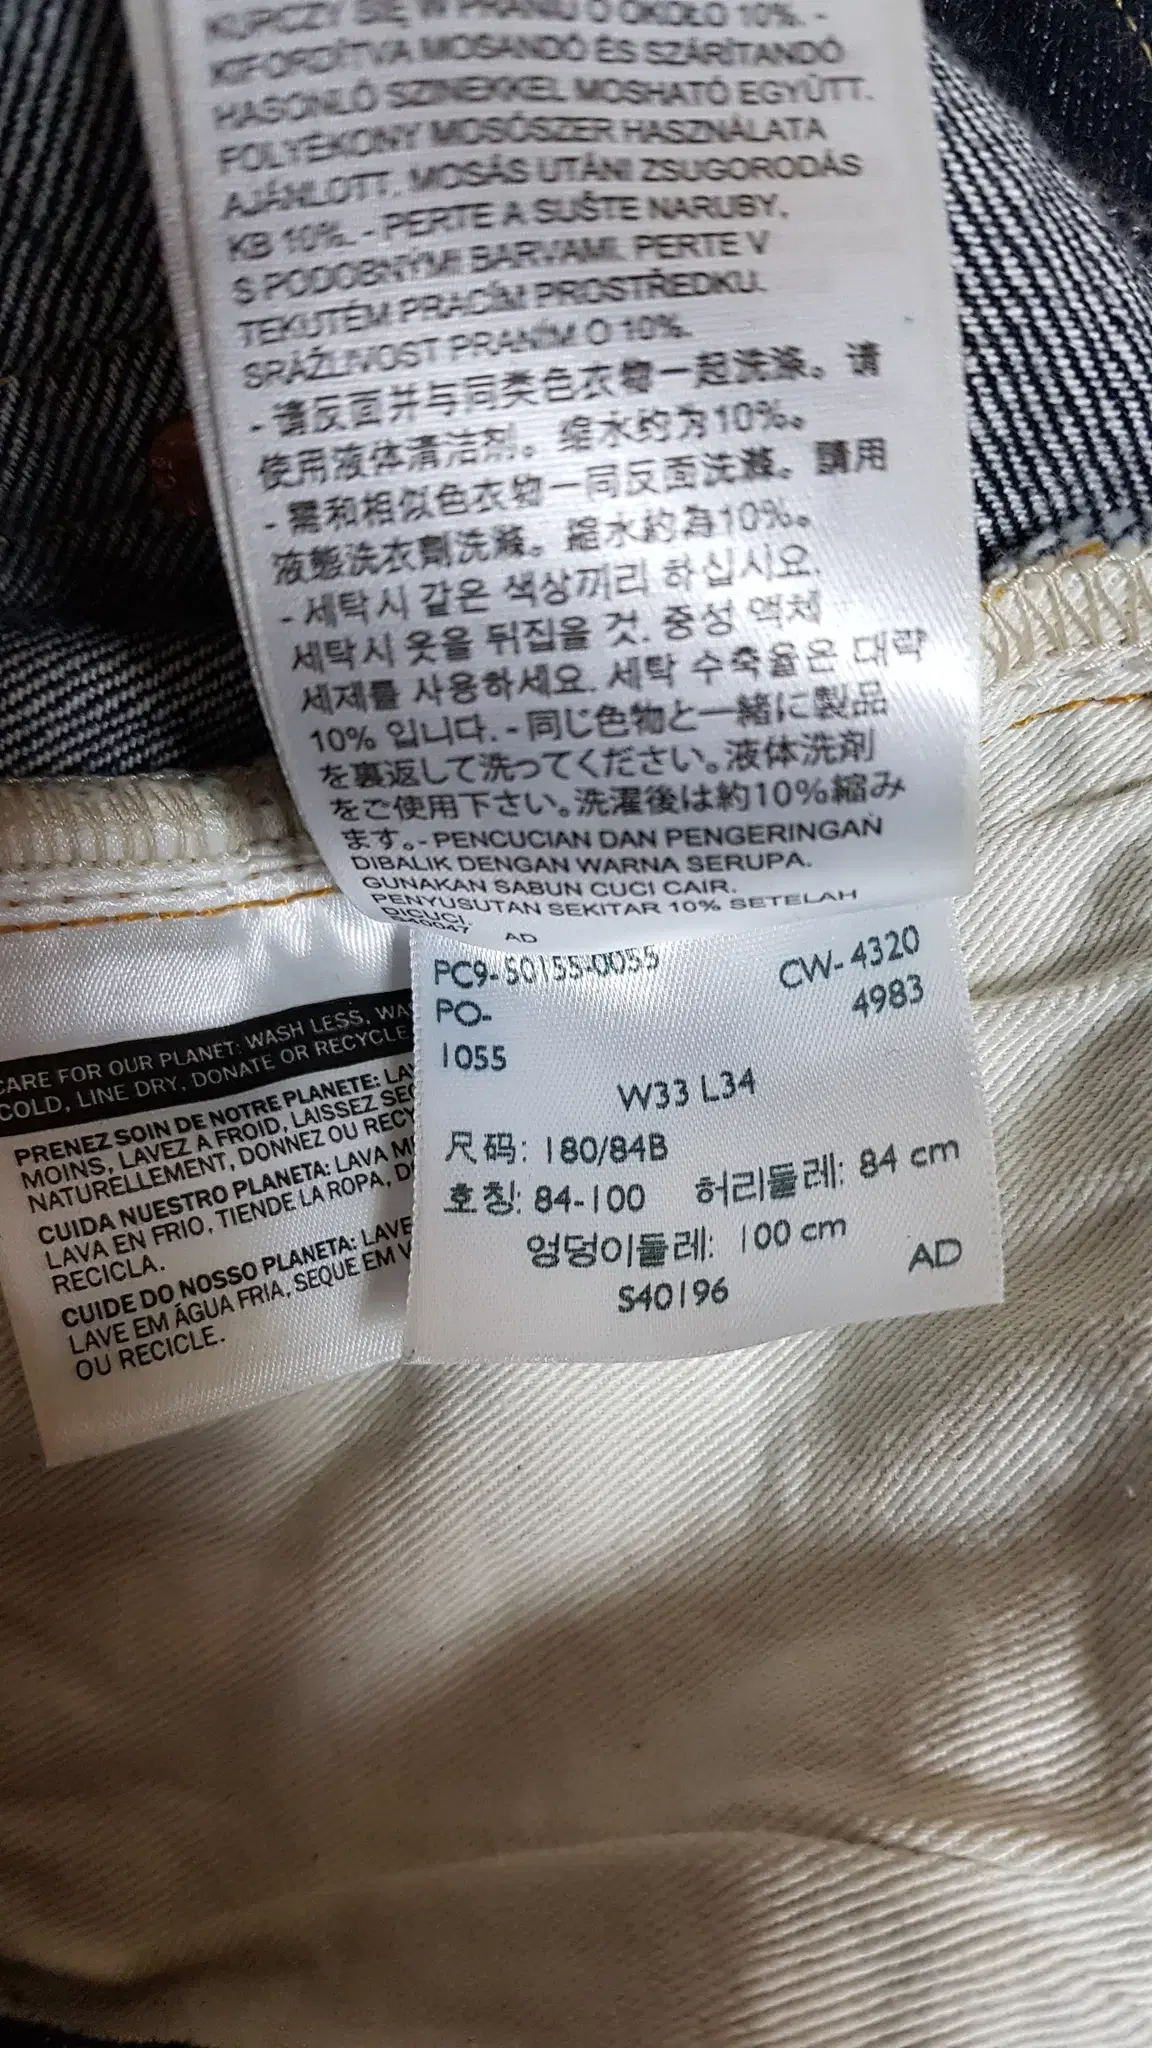 KURCZY SIĘ W PRANIU O OKOŁO 10%. -
KIFORDÍTVA MOSANDÓ ÉS SZÁRÍTANDÓ
HASONLÓ SZINEKKEL MOSHATÓ EGYÜTT.
FOLYÉKONY MOSÓSZER HASZNÁLATA
AJÁNLOTT. MOSÁS UTÁNI ZSUGORODÁS
KB 10%. - PERTE A SUŠTE NARUBY,
S PODOBNÝMI BARVAMI. PERTE V
TEKUTÉM PRACÍM PROSTŘEDKU.
SRÁŽLIVOST PRANÍM O 10%.
- 请反面并与同类色衣物一起洗涤。请
使用液体清洁剂。缩水约为10%。
- 需和相似色衣物一同反面洗滌。請用
液態洗衣劑洗滌。縮水約為10%。
- 세탁시 같은 색상끼리 하십시요.
세탁시 옷을 뒤집을 것. 중성 액체
세제를 사용하세요. 세탁 수축율은 대략
10% 입니다. - 同じ色物と一緒に製品
を裏返して洗ってください。液体洗剤
をご使用下さい。洗濯後は約10%縮み
ます。- PENCUCIAN DAN PENGERINGAN
DIBALIK DENGAN WARNA SERUPA.
GUNAKAN SABUN CUCI CAIR.
PENYUSUTAN SEKITAR 10% SETELAH
DICUCI.
S40047 AD
PC9-S0155-0055 CW-4320
PO- 4983
1055
W33 L34
尺码: 180/84B
호칭: 84-100 허리둘레: 84 cm
엉덩이둘레: 100 cm
AD
S40196
CARE FOR OUR PLANET: WASH LESS, WA
COLD, LINE DRY, DONATE OR RECYCLE
PRENEZ SOIN DE NOTRE PLANETE: LA
MOINS, LAVEZ A FROID, LAISSEZ SEC
NATURELLEMENT, DONNEZ OU RECY
CUIDA NUESTRO PLANETA: LAVA M
LAVA EN FRIO, TIENDE LA ROPA, D
RECICLA.
CUIDE DO NOSSO PLANETA: LAVE
LAVE EM ÁGUA FRIA, SEQUE EM V
OU RECICLE.